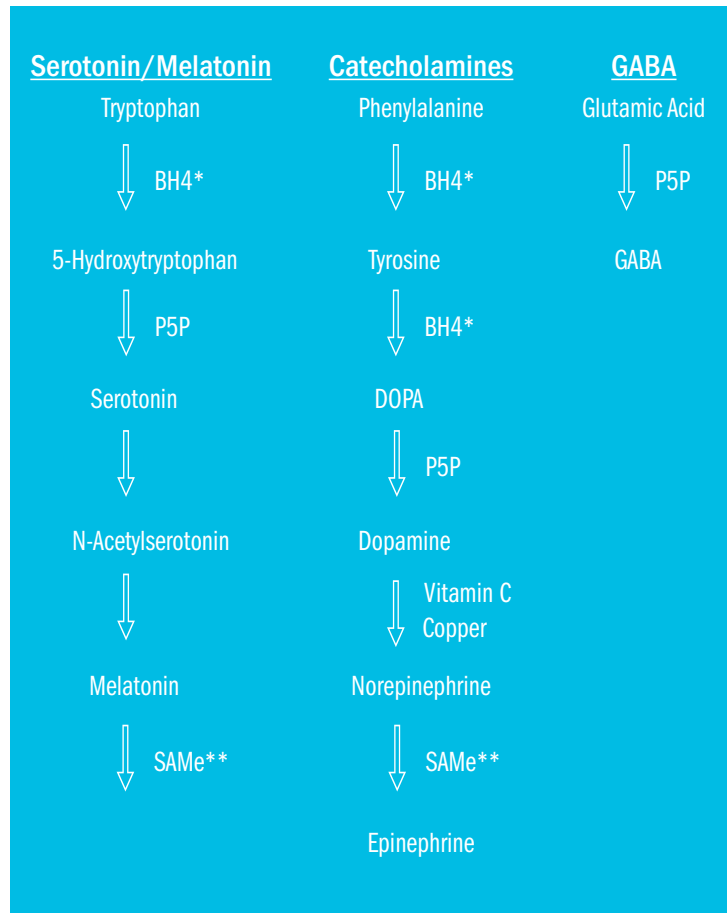 Serotonin/Melatonin
Tryptophan
BH4*
5-Hydroxytryptophan
P5P
Serotonin
N-Acetylserotonin
Melatonin
SAMe**
Catecholamines
Phenylalanine
BH4*
Tyrosine
BH4*
DOPA
P5P
Dopamine
Vitamin C
Copper
Norepinephrine
SAMe**
Epinephrine
GABA
Glutamic Acid
P5P
GABA